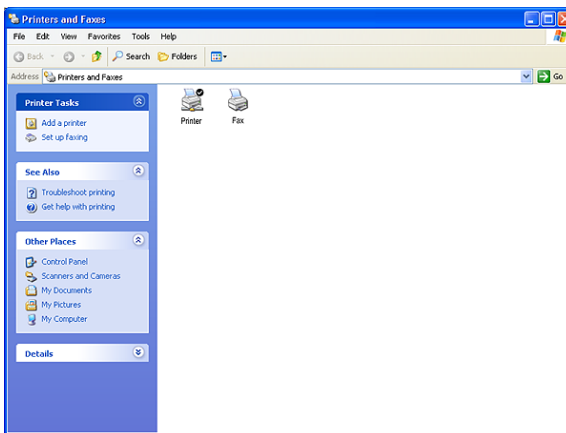 Printers and Faxes
File Edit View Favorites Tools Help
Back Search Folders
Address Printers and Faxes Go
Printer Tasks
Add a printer
Set up faxing
See Also
Troubleshoot printing
Get help with printing
Other Places
Control Panel
Scanners and Cameras
My Documents
My Pictures
My Computer
Details
Printer Fax